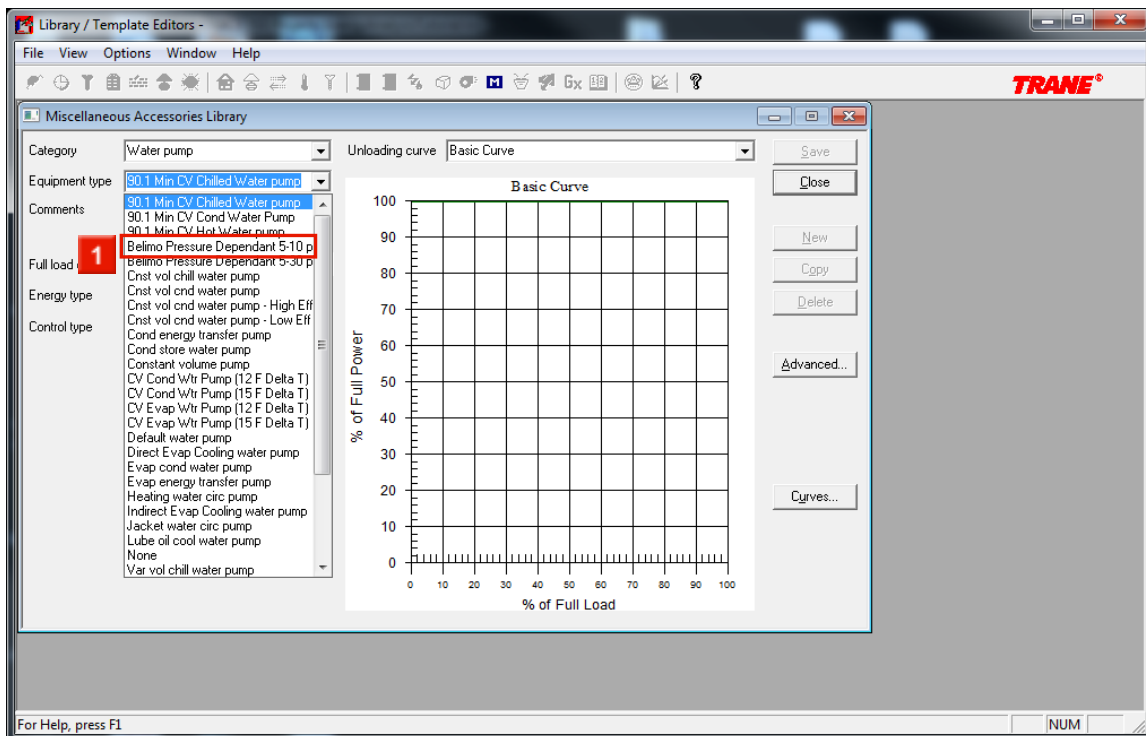 Library / Template Editors -
File View Options Window Help
TRANE®
Miscellaneous Accessories Library
Category Water pump Unloading curve Basic Curve Save
Equipment type 90.1 Min CV Chilled Water pump Close
Comments
Full load
Energy type
Control type
90.1 Min CV Chilled Water pump
90.1 Min CV Cond Water Pump
90.1 Min CV Hot Water pump
1 Belimo Pressure Dependant 5-10 p
Belimo Pressure Dependant 5-30 p
Cnst vol chill water pump
Cnst vol cnd water pump
Cnst vol cnd water pump - High Eff
Cnst vol cnd water pump - Low Eff
Cond energy transfer pump
Cond store water pump
Constant volume pump
CV Cond Wtr Pump (12 F Delta T)
CV Cond Wtr Pump (15 F Delta T)
CV Evap Wtr Pump (12 F Delta T)
CV Evap Wtr Pump (15 F Delta T)
Default water pump
Direct Evap Cooling water pump
Evap cond water pump
Evap energy transfer pump
Heating water circ pump
Indirect Evap Cooling water pump
Jacket water circ pump
Lube oil cool water pump
None
Var vol chill water pump
Basic Curve
% of Full Power
100
90
80
70
60
50
40
30
20
10
0
0 10 20 30 40 50 60 70 80 90 100
% of Full Load
New
Copy
Delete
Advanced...
Curves...
For Help, press F1 NUM